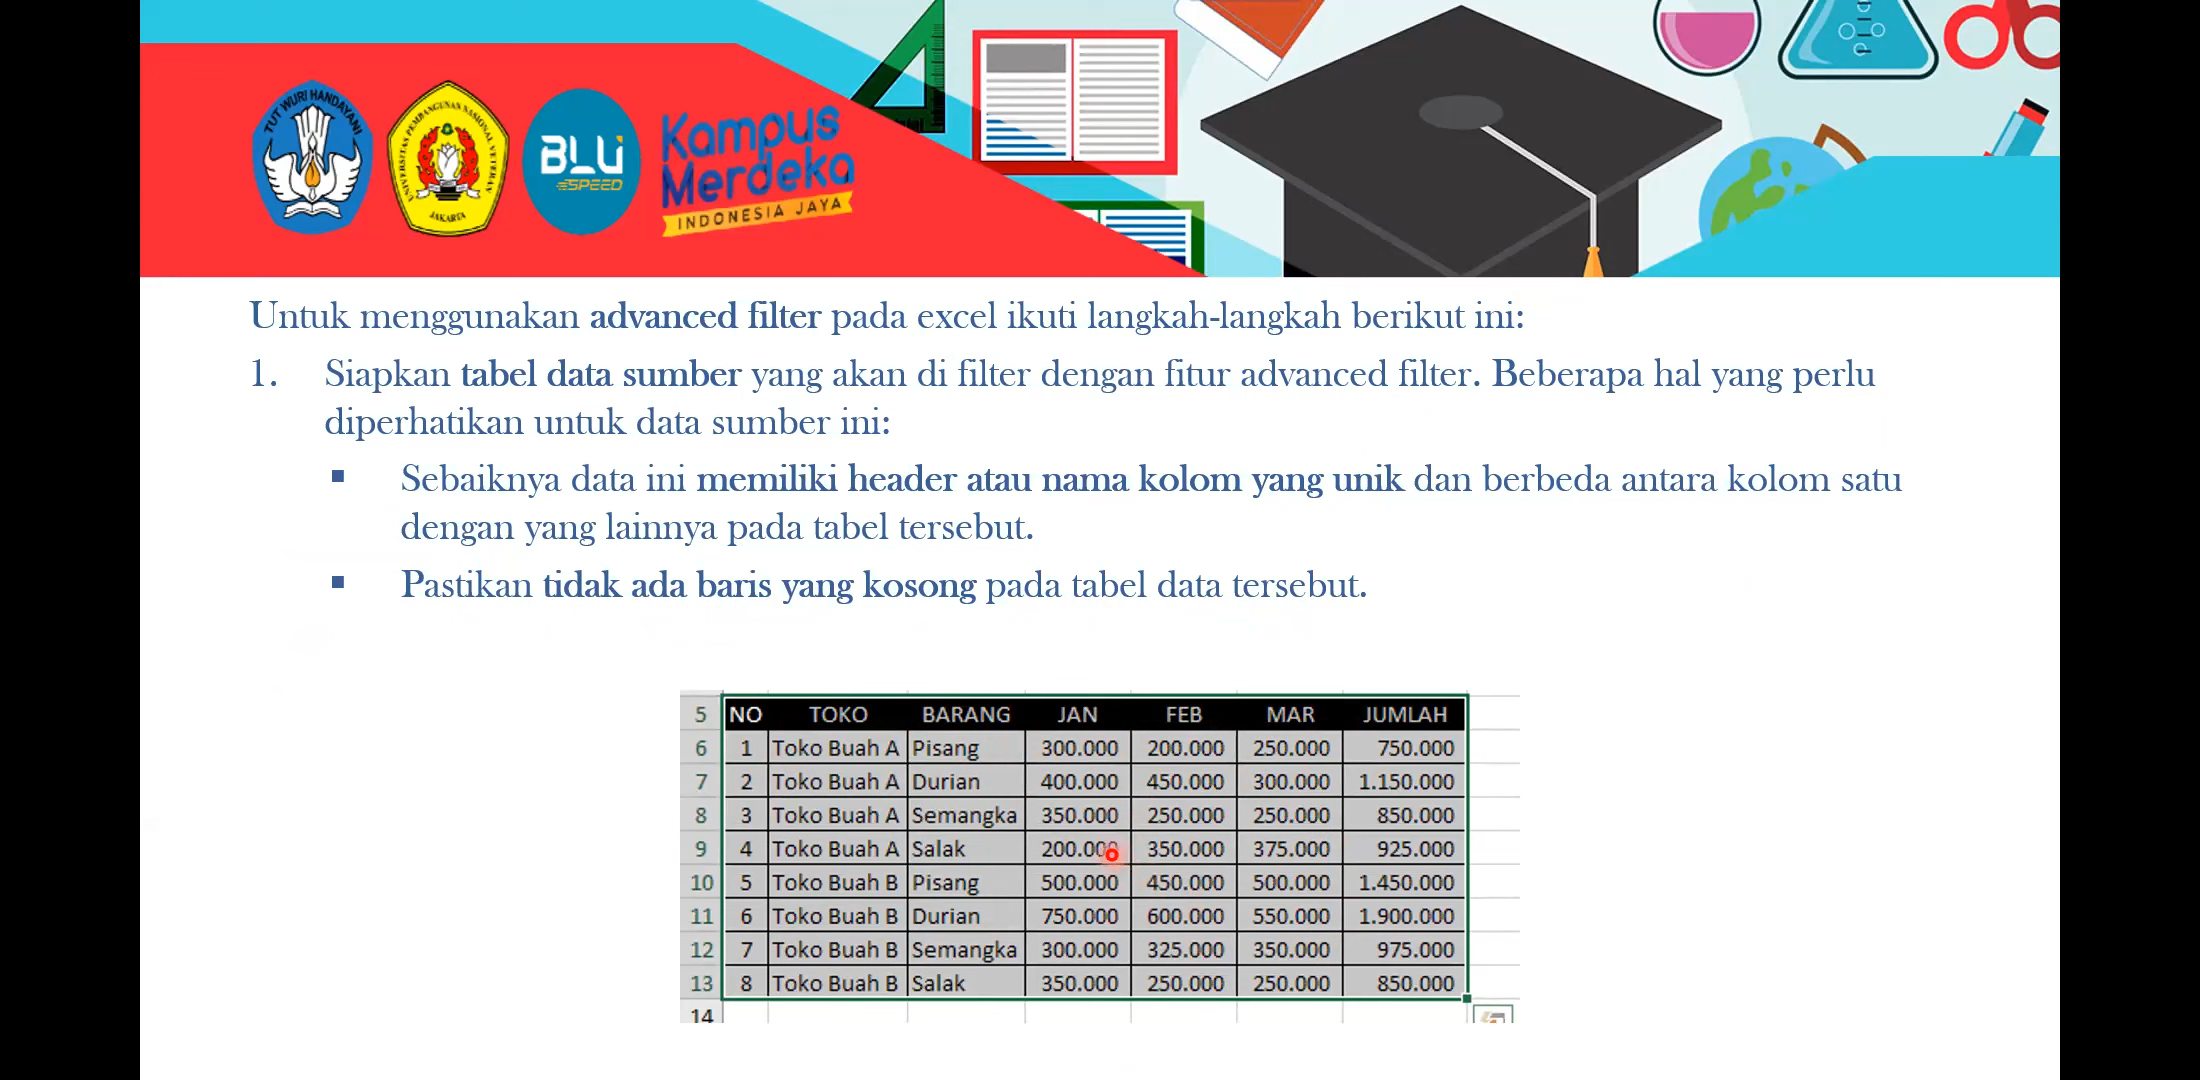 TUT WURI HANDAYANI
UNIVERSITAS PEMBANGUNAN NASIONAL VETERAN
JAKARTA
BLU
SPEED
Kampus
Merdeka
INDONESIA JAYA
Untuk menggunakan advanced filter pada excel ikuti langkah-langkah berikut ini:
1. Siapkan tabel data sumber yang akan di filter dengan fitur advanced filter. Beberapa hal yang perlu
diperhatikan untuk data sumber ini:
▪ Sebaiknya data ini memiliki header atau nama kolom yang unik dan berbeda antara kolom satu
dengan yang lainnya pada tabel tersebut.
▪ Pastikan tidak ada baris yang kosong pada tabel data tersebut.
5 NO TOKO BARANG JAN FEB MAR JUMLAH
6 1 Toko Buah A Pisang 300.000 200.000 250.000 750.000
7 2 Toko Buah A Durian 400.000 450.000 300.000 1.150.000
8 3 Toko Buah A Semangka 350.000 250.000 250.000 850.000
9 4 Toko Buah A Salak 200.000 350.000 375.000 925.000
10 5 Toko Buah B Pisang 500.000 450.000 500.000 1.450.000
11 6 Toko Buah B Durian 750.000 600.000 550.000 1.900.000
12 7 Toko Buah B Semangka 300.000 325.000 350.000 975.000
13 8 Toko Buah B Salak 350.000 250.000 250.000 850.000
14